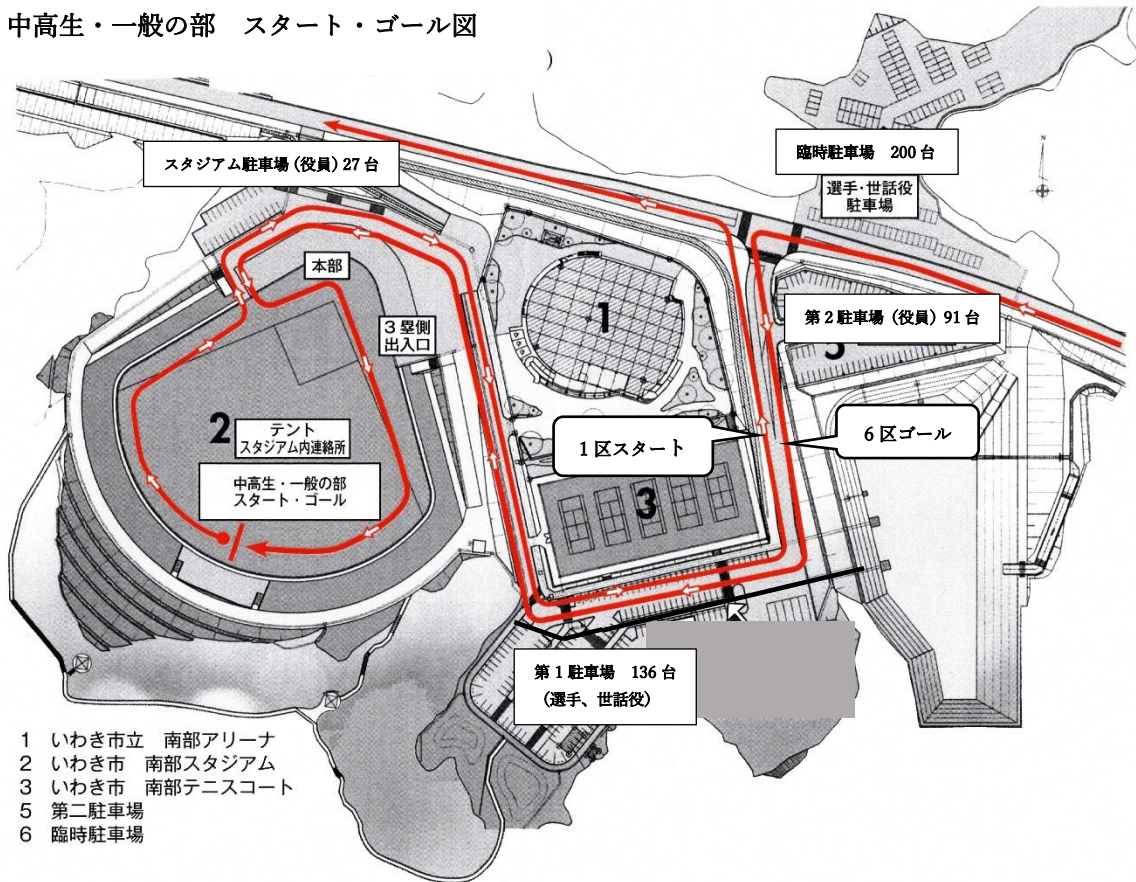 中高生・一般の部　スタート・ゴール図
)
スタジアム駐車場(役員) 27 台
臨時駐車場　200 台
選手・世話役
駐車場
N
本部
3 塁側
出入口
1
第 2 駐車場 (役員) 91 台
5
2
テント
スタジアム内連絡所
1 区スタート
6 区ゴール
中高生・一般の部
スタート・ゴール
3
第 1 駐車場　136 台
(選手、世話役)
1　いわき市立　南部アリーナ
2　いわき市　南部スタジアム
3　いわき市　南部テニスコート
5　第二駐車場
6　臨時駐車場